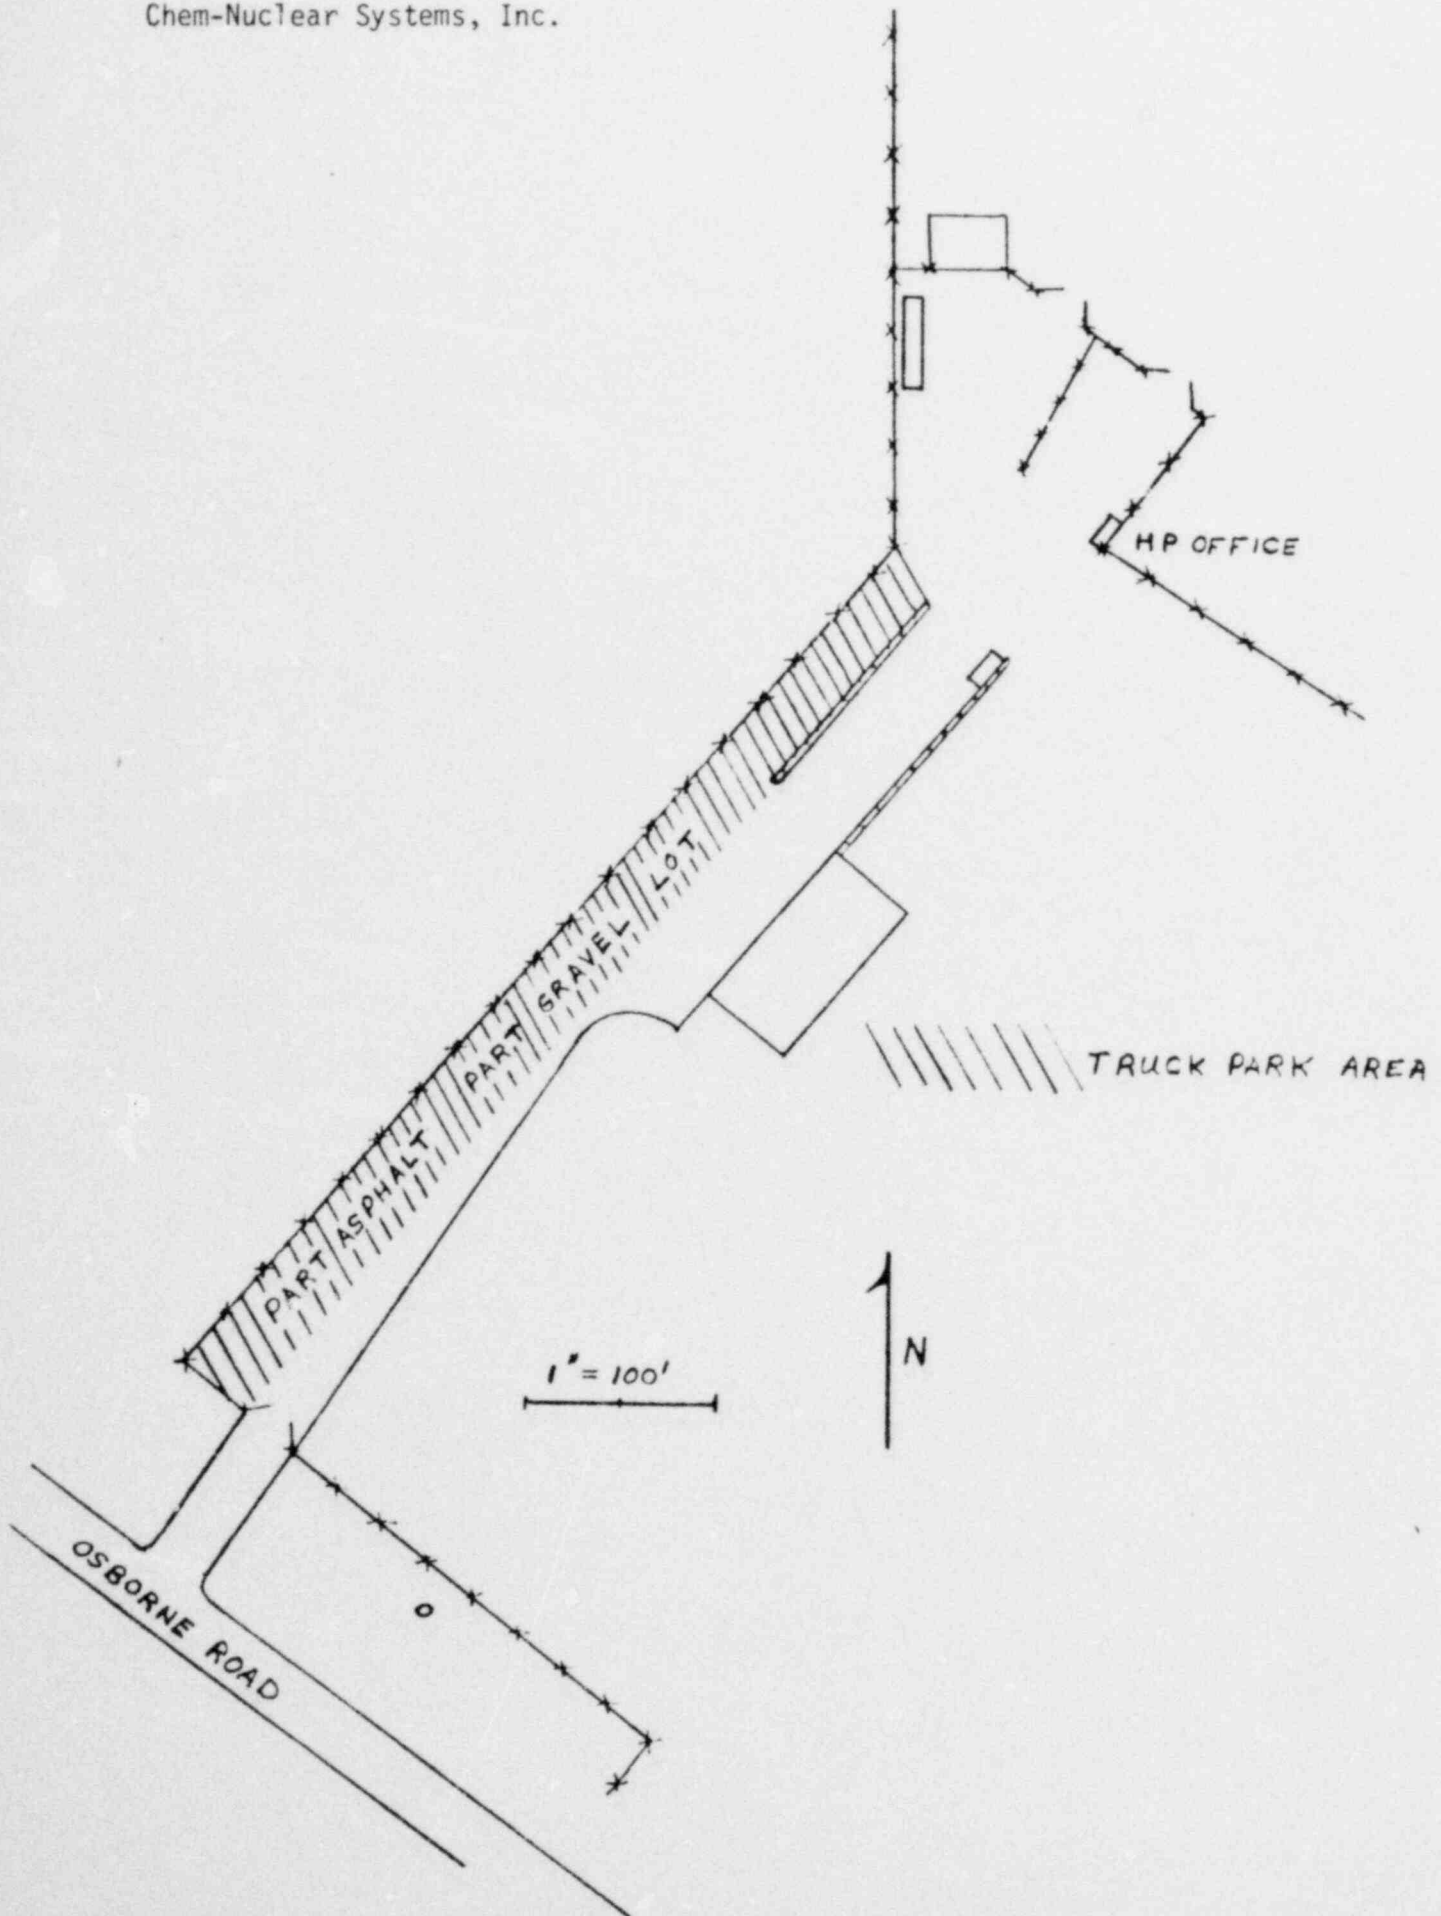 Chem-Nuclear Systems, Inc.
HP OFFICE
PART ASPHALT PART GRAVEL LOT
TRUCK PARK AREA
1" = 100'
N
OSBORNE ROAD